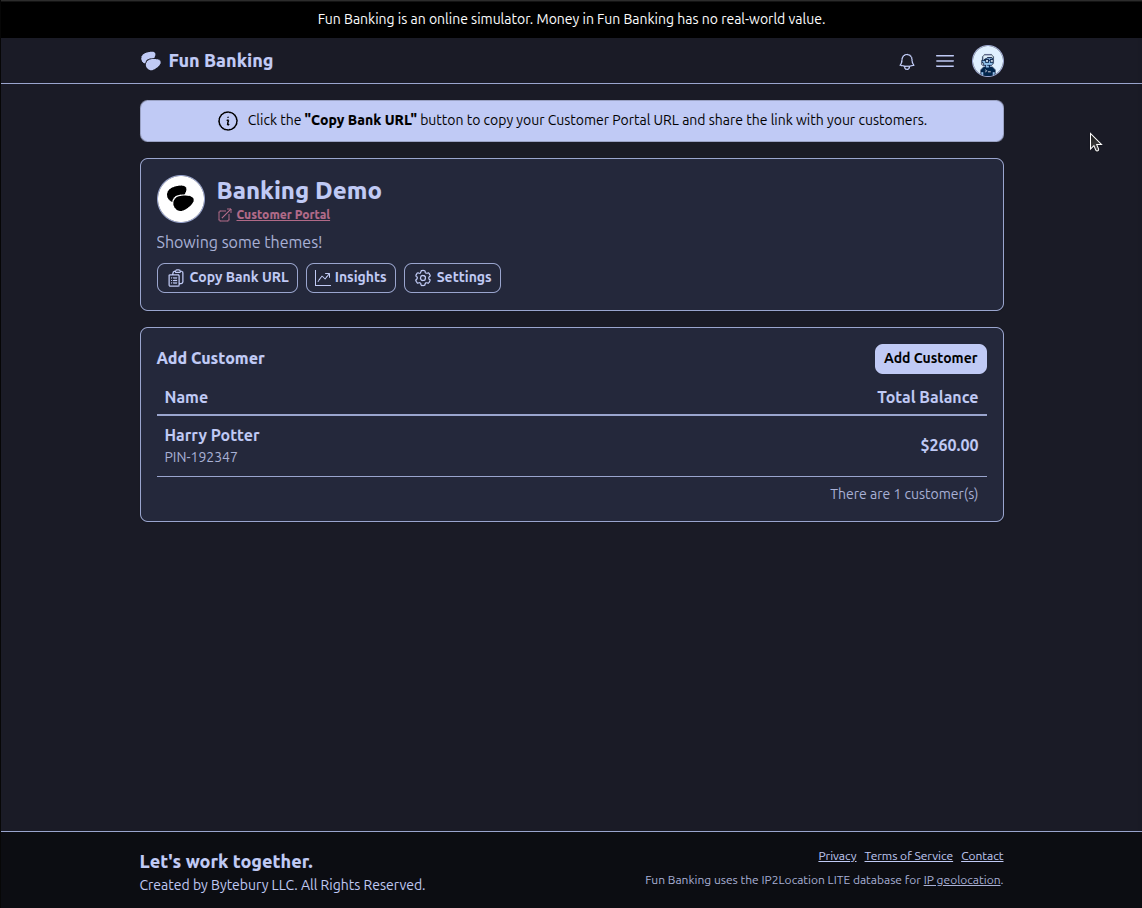 Fun Banking is an online simulator. Money in Fun Banking has no real-world value.
Fun Banking
Click the "Copy Bank URL" button to copy your Customer Portal URL and share the link with your customers.
Banking Demo
Customer Portal
Showing some themes!
Copy Bank URL Insights Settings
Add Customer Add Customer
Name Total Balance
Harry Potter
PIN-192347
$260.00
There are 1 customer(s)
Let's work together.
Created by Bytebury LLC. All Rights Reserved.
Privacy Terms of Service Contact
Fun Banking uses the IP2Location LITE database for IP geolocation.